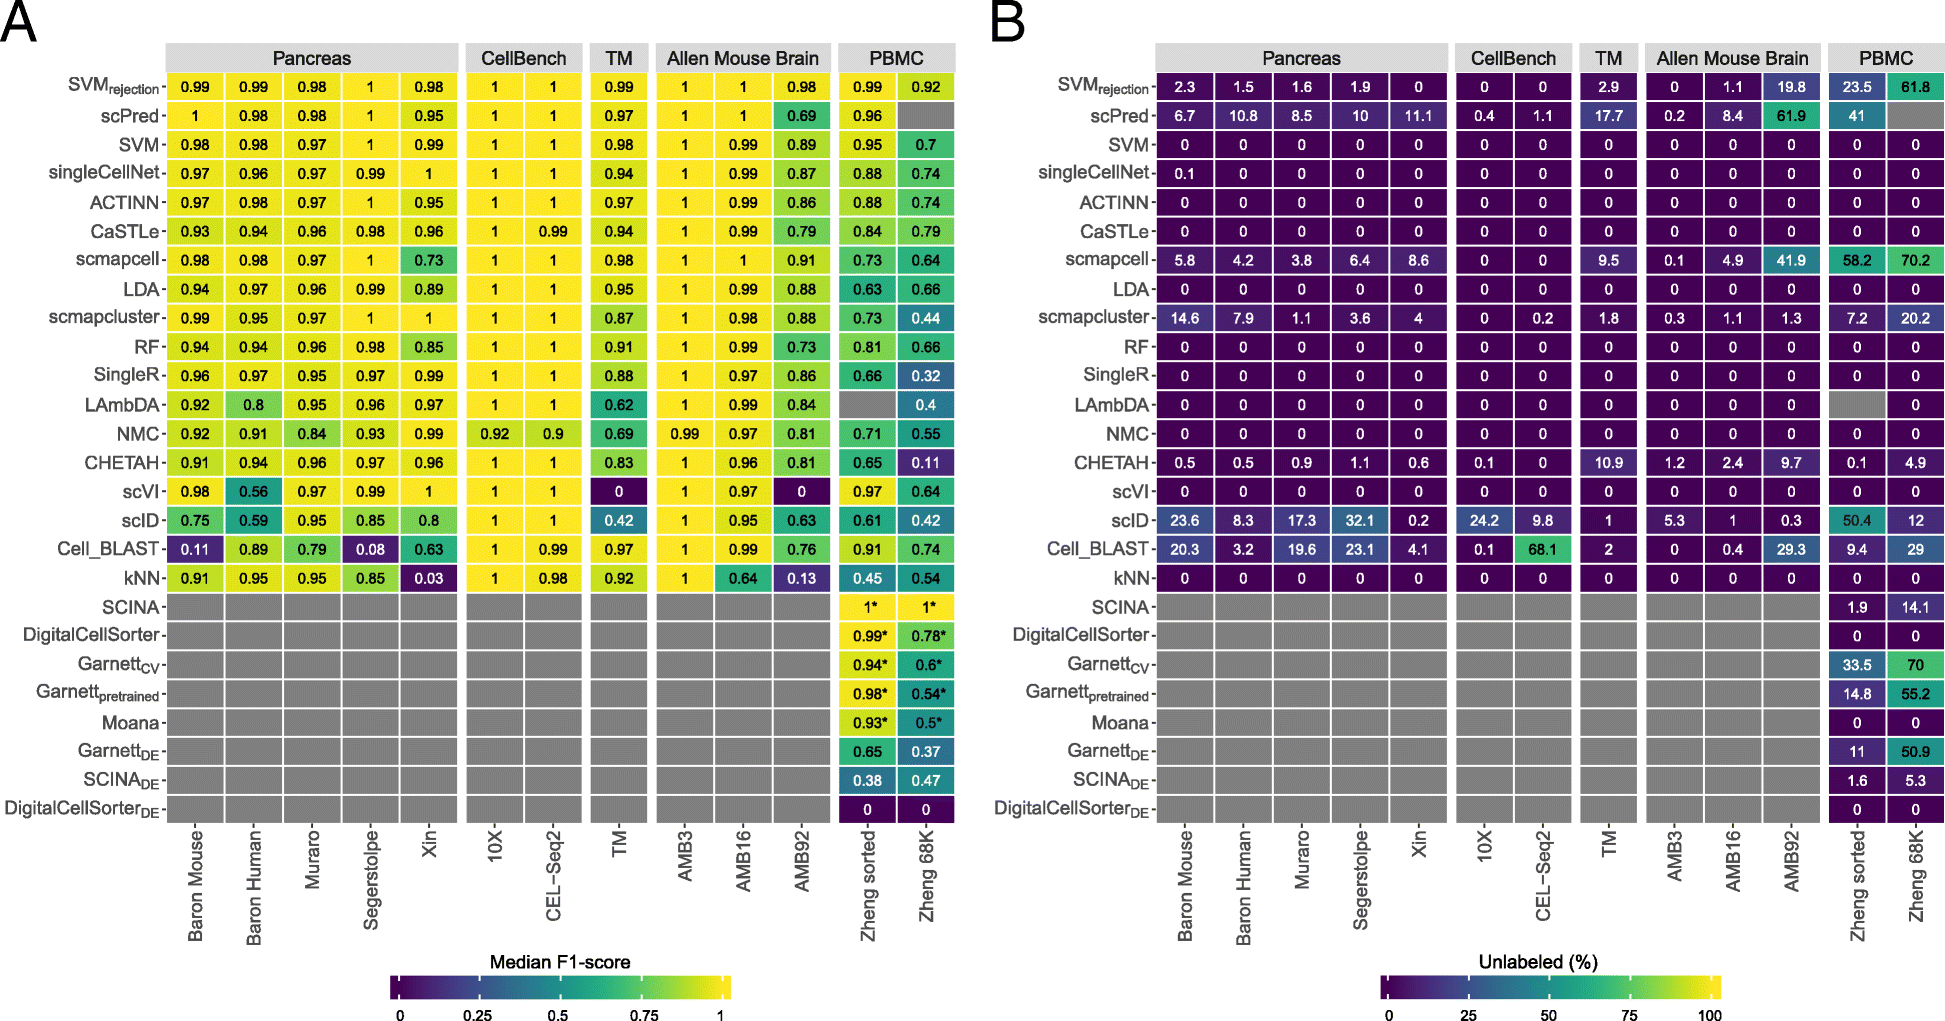 A
Pancreas CellBench TM Allen Mouse Brain PBMC
SVMrejection 0.99 0.99 0.98 1 0.98 1 1 0.99 1 1 0.98 0.99 0.92
scPred 1 0.98 0.98 1 0.95 1 1 0.97 1 1 0.69 0.96
SVM 0.98 0.98 0.97 1 0.99 1 1 0.98 1 0.99 0.89 0.95 0.7
singleCellNet 0.97 0.96 0.97 0.99 1 1 1 0.94 1 0.99 0.87 0.88 0.74
ACTINN 0.97 0.98 0.97 1 0.95 1 1 0.97 1 0.99 0.86 0.88 0.74
CaSTLe 0.93 0.94 0.96 0.98 0.96 1 0.99 0.94 1 0.99 0.79 0.84 0.79
scmapcell 0.98 0.98 0.97 1 0.73 1 1 0.98 1 1 0.91 0.73 0.64
LDA 0.94 0.97 0.96 0.99 0.89 1 1 0.95 1 0.99 0.88 0.63 0.66
scmapcluster 0.99 0.95 0.97 1 1 1 1 0.87 1 0.98 0.88 0.73 0.44
RF 0.94 0.94 0.96 0.98 0.85 1 1 0.91 1 0.99 0.73 0.81 0.66
SingleR 0.96 0.97 0.95 0.97 0.99 1 1 0.88 1 0.97 0.86 0.66 0.32
LAmbDA 0.92 0.8 0.95 0.96 0.97 1 1 0.62 1 0.99 0.84 0.4
NMC 0.92 0.91 0.84 0.93 0.99 0.92 0.9 0.69 0.99 0.97 0.81 0.71 0.55
CHETAH 0.91 0.94 0.96 0.97 0.96 1 1 0.83 1 0.96 0.81 0.65 0.11
scVI 0.98 0.56 0.97 0.99 1 1 1 0 1 0.97 0 0.97 0.64
scID 0.75 0.59 0.95 0.85 0.8 1 1 0.42 1 0.95 0.63 0.61 0.42
Cell_BLAST 0.11 0.89 0.79 0.08 0.63 1 0.99 0.97 1 0.99 0.76 0.91 0.74
kNN 0.91 0.95 0.95 0.85 0.03 1 0.98 0.92 1 0.64 0.13 0.45 0.54
SCINA 1* 1*
DigitalCellSorter 0.99* 0.78*
GarnettCV 0.94* 0.6*
Garnettpretrained 0.98* 0.54*
Moana 0.93* 0.5*
GarnettDE 0.65 0.37
SCINADE 0.38 0.47
DigitalCellSorterDE 0 0
Baron Mouse Baron Human Muraro Segerstolpe Xin 10X CEL-Seq2 TM AMB3 AMB16 AMB92 Zheng sorted Zheng 68K
Median F1-score
0 0.25 0.5 0.75 1
B
Pancreas CellBench TM Allen Mouse Brain PBMC
SVMrejection 2.3 1.5 1.6 1.9 0 0 0 2.9 0 1.1 19.8 23.5 61.8
scPred 6.7 10.8 8.5 10 11.1 0.4 1.1 17.7 0.2 8.4 61.9 41
SVM 0 0 0 0 0 0 0 0 0 0 0 0 0
singleCellNet 0.1 0 0 0 0 0 0 0 0 0 0 0 0
ACTINN 0 0 0 0 0 0 0 0 0 0 0 0 0
CaSTLe 0 0 0 0 0 0 0 0 0 0 0 0 0
scmapcell 5.8 4.2 3.8 6.4 8.6 0 0 9.5 0.1 4.9 41.9 58.2 70.2
LDA 0 0 0 0 0 0 0 0 0 0 0 0 0
scmapcluster 14.6 7.9 1.1 3.6 4 0 0.2 1.8 0.3 1.1 1.3 7.2 20.2
RF 0 0 0 0 0 0 0 0 0 0 0 0 0
SingleR 0 0 0 0 0 0 0 0 0 0 0 0 0
LAmbDA 0 0 0 0 0 0 0 0 0 0 0 0
NMC 0 0 0 0 0 0 0 0 0 0 0 0 0
CHETAH 0.5 0.5 0.9 1.1 0.6 0.1 0 10.9 1.2 2.4 9.7 0.1 4.9
scVI 0 0 0 0 0 0 0 0 0 0 0 0 0
scID 23.6 8.3 17.3 32.1 0.2 24.2 9.8 1 5.3 1 0.3 50.4 12
Cell_BLAST 20.3 3.2 19.6 23.1 4.1 0.1 68.1 2 0 0.4 29.3 9.4 29
kNN 0 0 0 0 0 0 0 0 0 0 0 0 0
SCINA 1.9 14.1
DigitalCellSorter 0 0
GarnettCV 33.5 70
Garnettpretrained 14.8 55.2
Moana 0 0
GarnettDE 11 50.9
SCINADE 1.6 5.3
DigitalCellSorterDE 0 0
Baron Mouse Baron Human Muraro Segerstolpe Xin 10X CEL-Seq2 TM AMB3 AMB16 AMB92 Zheng sorted Zheng 68K
Unlabeled (%)
0 25 50 75 100